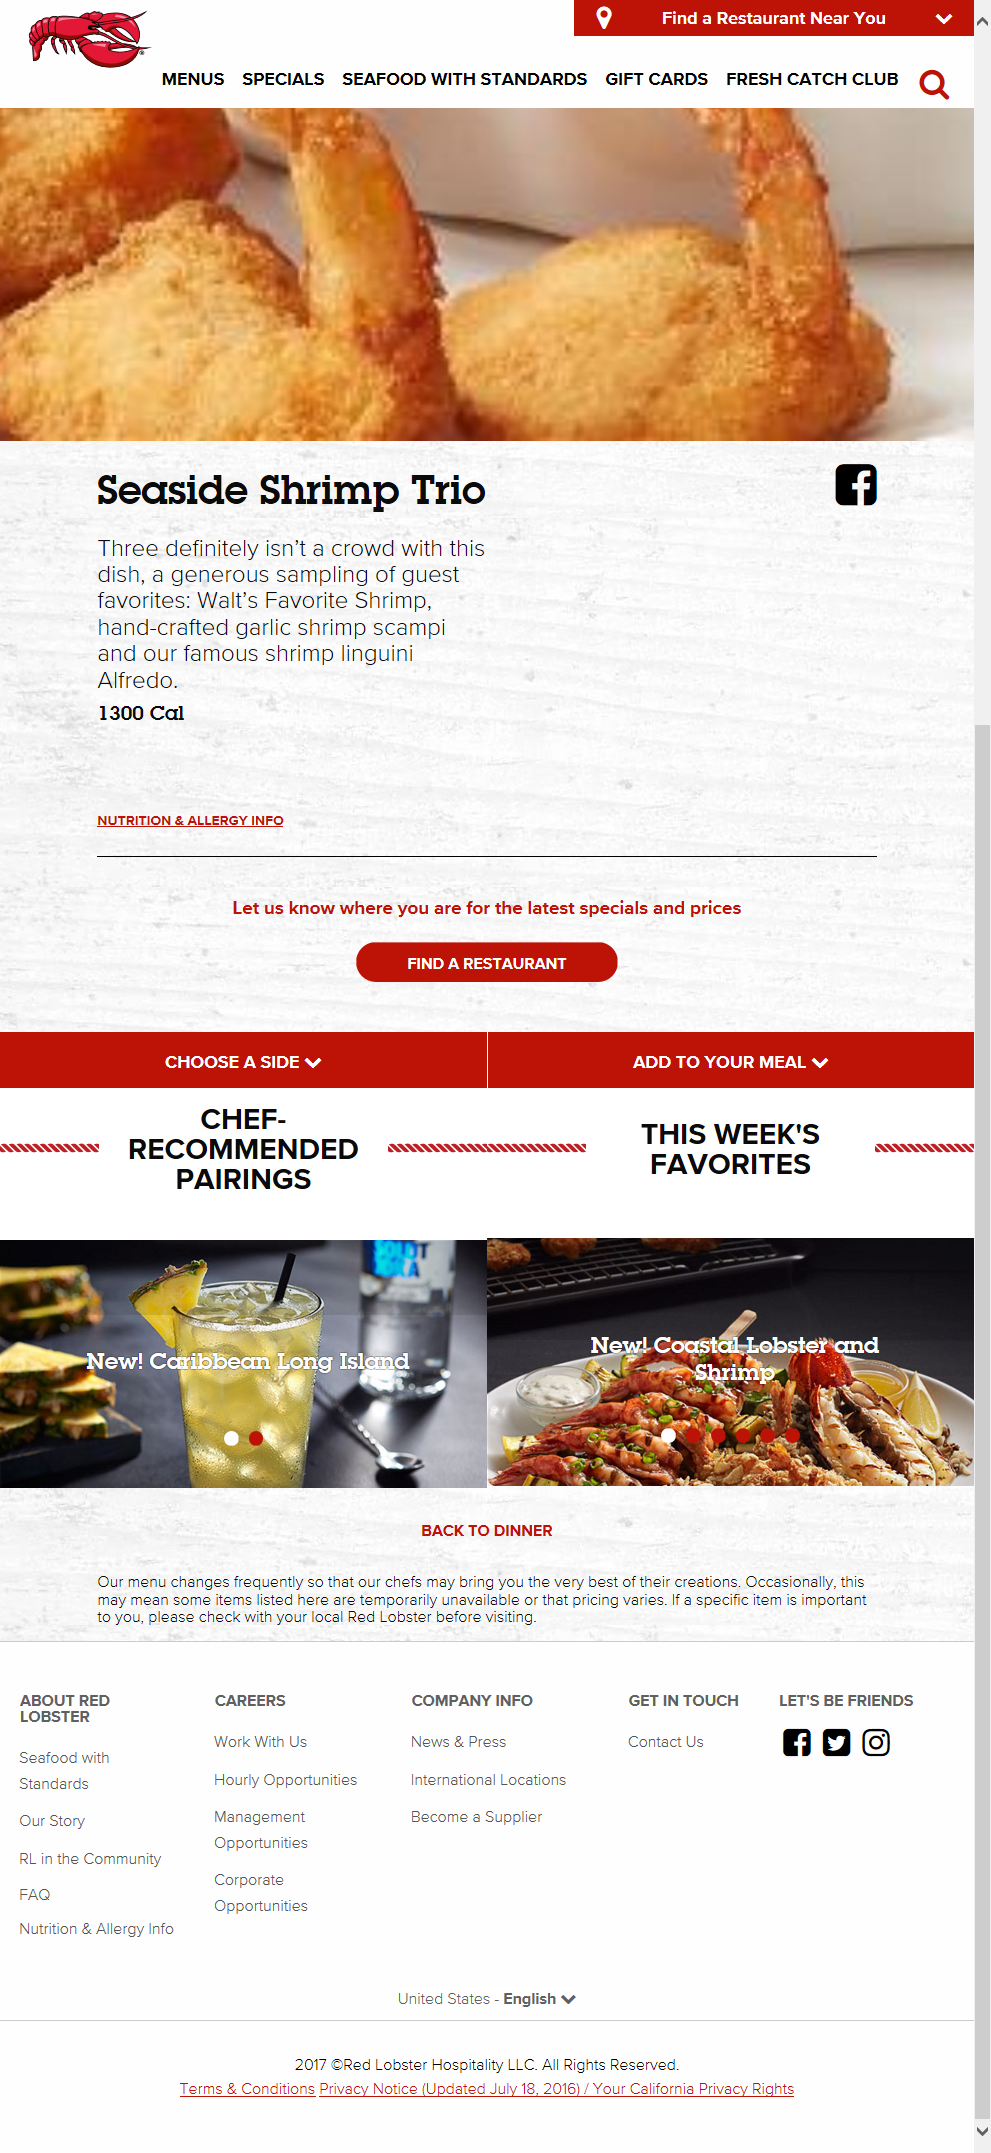 Find a Restaurant Near You
MENUS SPECIALS SEAFOOD WITH STANDARDS GIFT CARDS FRESH CATCH CLUB
Seaside Shrimp Trio
Three definitely isn’t a crowd with this
dish, a generous sampling of guest
favorites: Walt’s Favorite Shrimp,
hand-crafted garlic shrimp scampi
and our famous shrimp linguini
Alfredo.
1300 Cal
NUTRITION & ALLERGY INFO
Let us know where you are for the latest specials and prices
FIND A RESTAURANT
CHOOSE A SIDE
ADD TO YOUR MEAL
CHEF-
RECOMMENDED
PAIRINGS
THIS WEEK'S
FAVORITES
New! Caribbean Long Island
New! Coastal Lobster and
Shrimp
BACK TO DINNER
Our menu changes frequently so that our chefs may bring you the very best of their creations. Occasionally, this
may mean some items listed here are temporarily unavailable or that pricing varies. If a specific item is important
to you, please check with your local Red Lobster before visiting.
ABOUT RED
LOBSTER
Seafood with
Standards
Our Story
RL in the Community
FAQ
Nutrition & Allergy Info
CAREERS
Work With Us
Hourly Opportunities
Management
Opportunities
Corporate
Opportunities
COMPANY INFO
News & Press
International Locations
Become a Supplier
GET IN TOUCH
Contact Us
LET'S BE FRIENDS
United States - English
2017 ©Red Lobster Hospitality LLC. All Rights Reserved.
Terms & Conditions Privacy Notice (Updated July 18, 2016) / Your California Privacy Rights